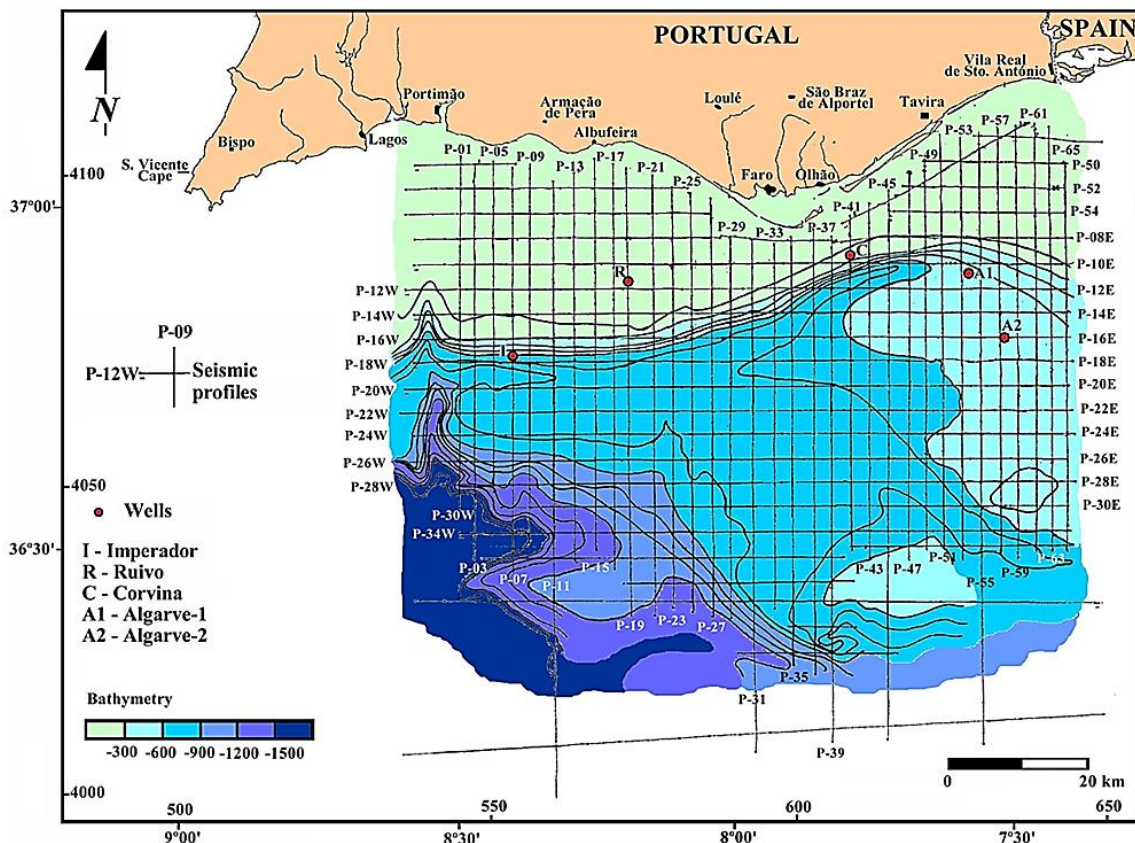 PORTUGAL
SPAIN
Vila Real
de Sto. António
N
Portimão
Armação
de Pera
Loulé
São Braz
de Alportel
Tavira
Bispo
Lagos
Albufeira
S. Vicente
Cape
Faro
Olhão
4100
37°00'
4050
36°30'
4000
P-01 P-05 P-09 P-13 P-17 P-21 P-25 P-29 P-33 P-37 P-41 P-45 P-49 P-53 P-57 P-61 P-65
P-50
P-52
P-54
P-08E
P-10E
P-12E
P-14E
P-16E
P-18E
P-20E
P-22E
P-24E
P-26E
P-28E
P-30E
P-12W
P-14W
P-16W
P-18W
P-20W
P-22W
P-24W
P-26W
P-28W
P-30W
P-34W
R
C
A1
A2
I
P-09
P-12W Seismic
profiles
P-03 P-07 P-11 P-15 P-19 P-23 P-27 P-31 P-35 P-39 P-43 P-47 P-51 P-55 P-59 P-63
Wells
I - Imperador
R - Ruivo
C - Corvina
A1 - Algarve-1
A2 - Algarve-2
Bathymetry
-300 -600 -900 -1200 -1500
20 km
500 550 600 650
9°00' 8°30' 8°00' 7°30'